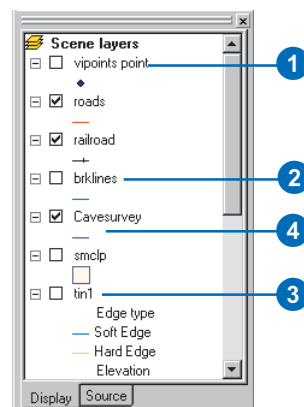 Scene layers
vipoints point
1
roads
railroad
brklines
2
Cavesurvey
4
smclp
tin1
3
Edge type
Soft Edge
Hard Edge
Elevation
Display Source